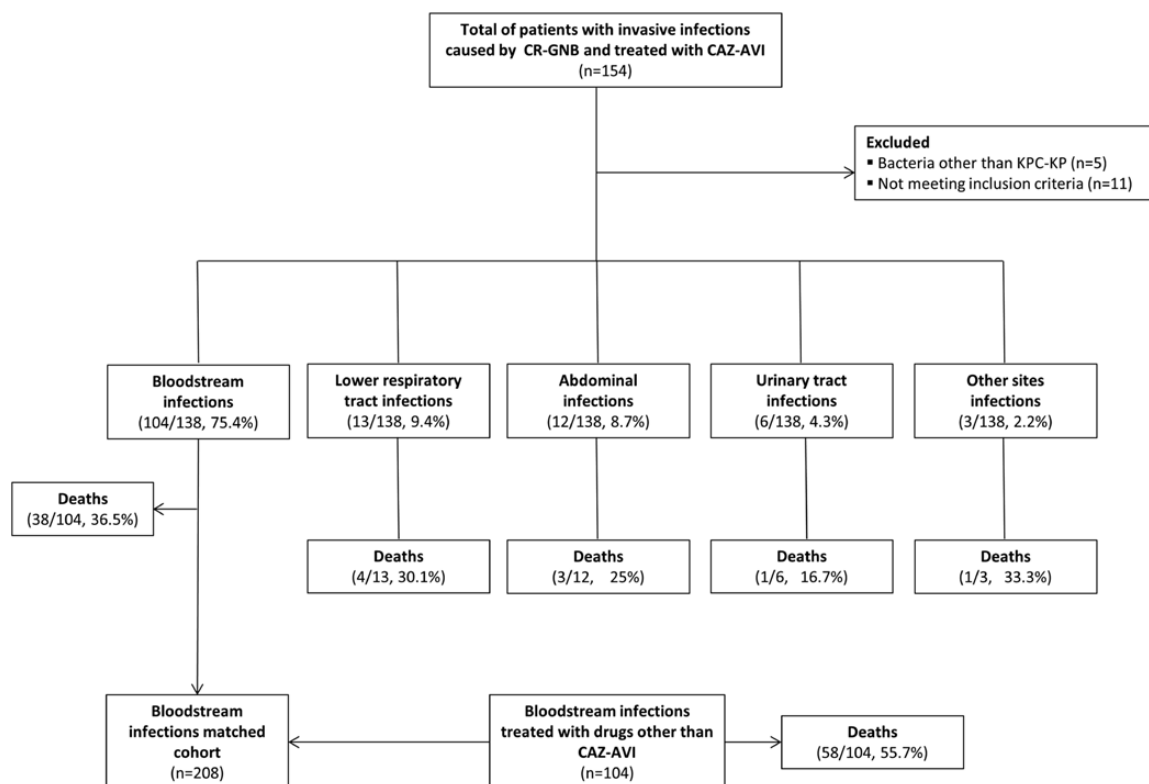 Total of patients with invasive infections
caused by CR-GNB and treated with CAZ-AVI
(n=154)
Excluded
▪ Bacteria other than KPC-KP (n=5)
▪ Not meeting inclusion criteria (n=11)
Bloodstream
infections
(104/138, 75.4%)
Lower respiratory
tract infections
(13/138, 9.4%)
Abdominal
infections
(12/138, 8.7%)
Urinary tract
infections
(6/138, 4.3%)
Other sites
infections
(3/138, 2.2%)
Deaths
(38/104, 36.5%)
Deaths
(4/13, 30.1%)
Deaths
(3/12, 25%)
Deaths
(1/6, 16.7%)
Deaths
(1/3, 33.3%)
Bloodstream
infections matched
cohort
(n=208)
Bloodstream infections
treated with drugs other than
CAZ-AVI
(n=104)
Deaths
(58/104, 55.7%)